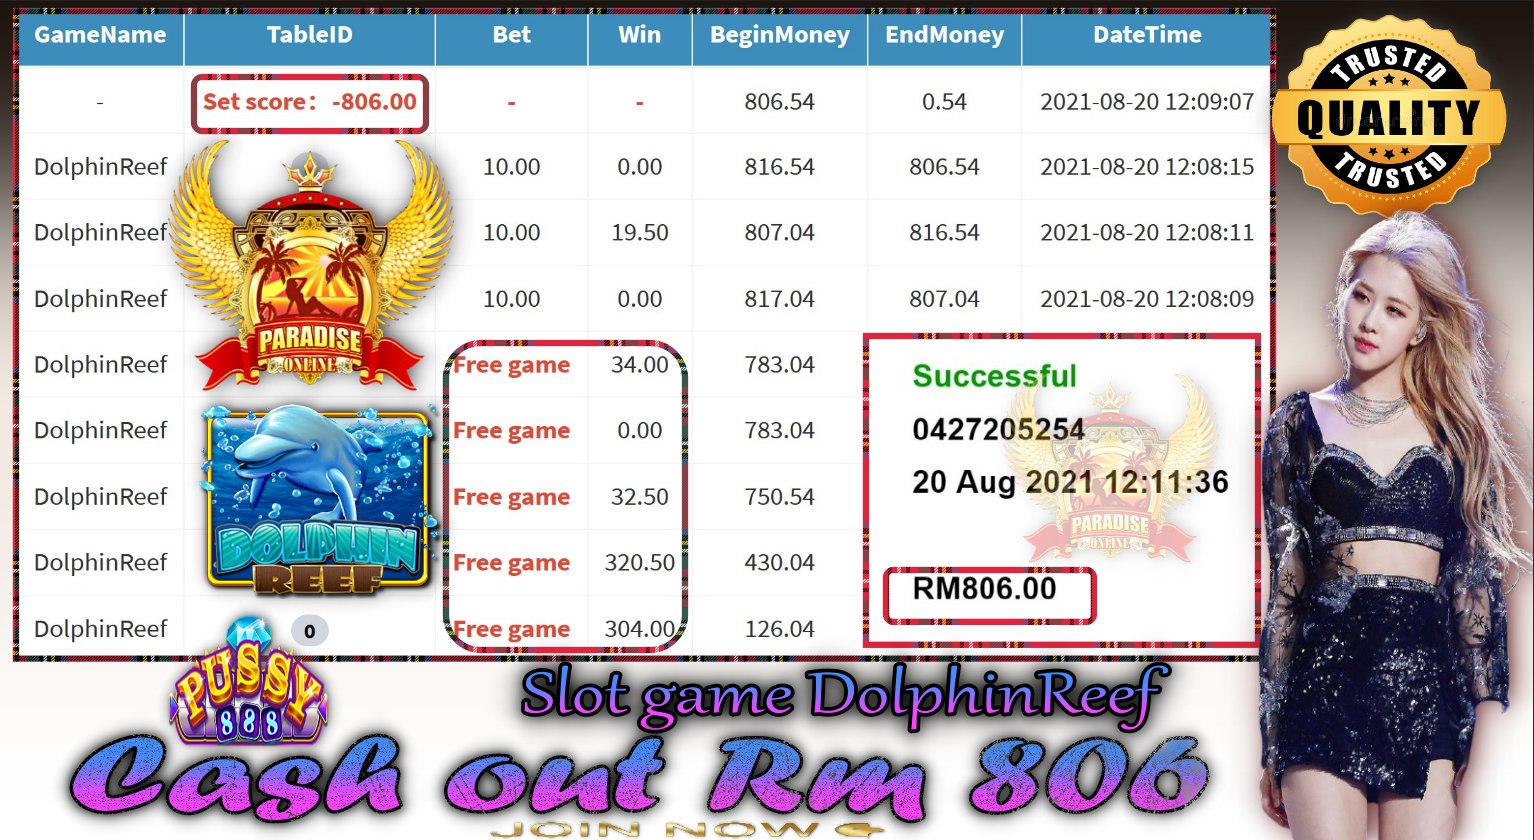 GameName TableID Bet Win BeginMoney EndMoney DateTime
- Set score：-806.00 - - 806.54 0.54 2021-08-20 12:09:07
DolphinReef 10.00 0.00 816.54 806.54 2021-08-20 12:08:15
DolphinReef 10.00 19.50 807.04 816.54 2021-08-20 12:08:11
DolphinReef 10.00 0.00 817.04 807.04 2021-08-20 12:08:09
DolphinReef Free game 34.00 783.04
DolphinReef Free game 0.00 783.04
DolphinReef Free game 32.50 750.54
DolphinReef Free game 320.50 430.04
DolphinReef 0 Free game 304.00 126.04
PARADISE
ONLINE
DOLPHIN
REEF
Successful
0427205254
20 Aug 2021 12:11:36
PARADISE
ONLINE
RM806.00
TRUSTED
QUALITY
TRUSTED
PUSSY
888
Slot game DolphinReef
Cash out Rm 806
JOIN NOW